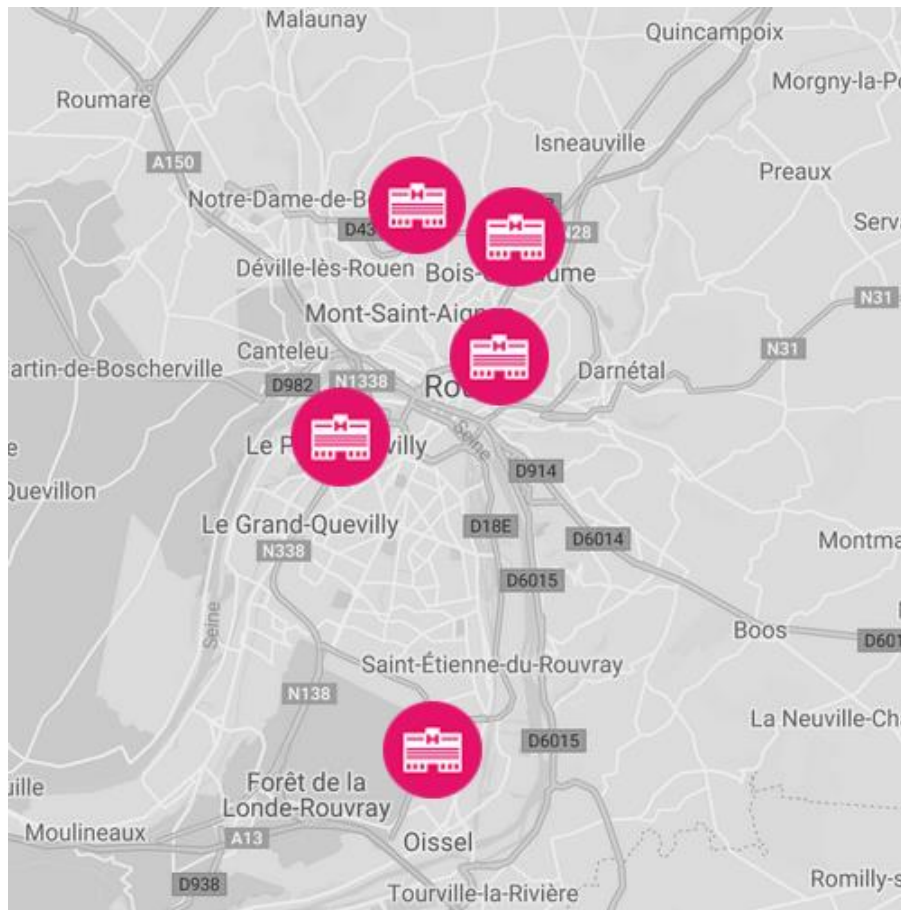 Malaunay
Quincampoix
Morgny-la-P
Roumare
Isneauville
A150
Preaux
Notre-Dame-de-B
D43
N28
Serv
Déville-lès-Rouen
Bois- ume
N31
Mont-Saint-Aig
Canteleu
N31
artin-de-Boscherville
D982
N1338
Rou
Darnétal
Le P villy
Seine
D914
Quevillon
Le Grand-Quevilly
D18E
N338
D6014
Montma
D6015
Seine
Boos
D601
Saint-Étienne-du-Rouvray
N138
La Neuville-Cha
D6015
uille
Forêt de la
Londe-Rouvray
Moulineaux
A13
Oissel
D938
Tourville-la-Rivière
Romilly-s